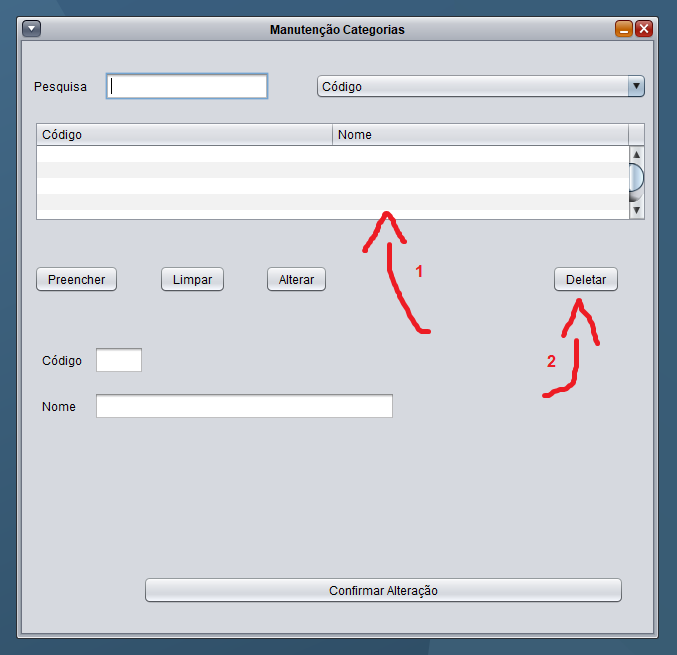 Manutenção Categorias
Pesquisa
Código
Código Nome
1
Preencher Limpar Alterar Deletar
2
Código
Nome
Confirmar Alteração